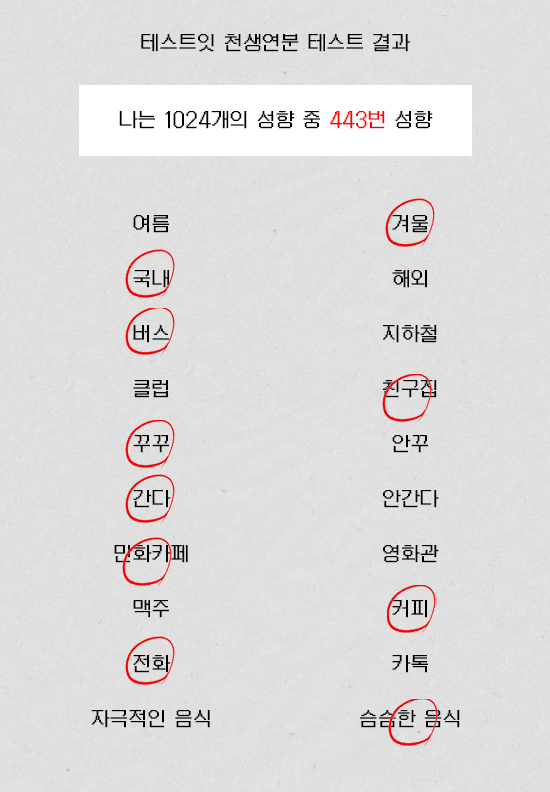 테스트잇 천생연분 테스트 결과
나는 1024개의 성향 중 443번 성향
여름 겨울
국내 해외
버스 지하철
클럽 친구집
꾸꾸 안꾸
간다 안간다
만화카페 영화관
맥주 커피
전화 카톡
자극적인 음식 슴슴한 음식